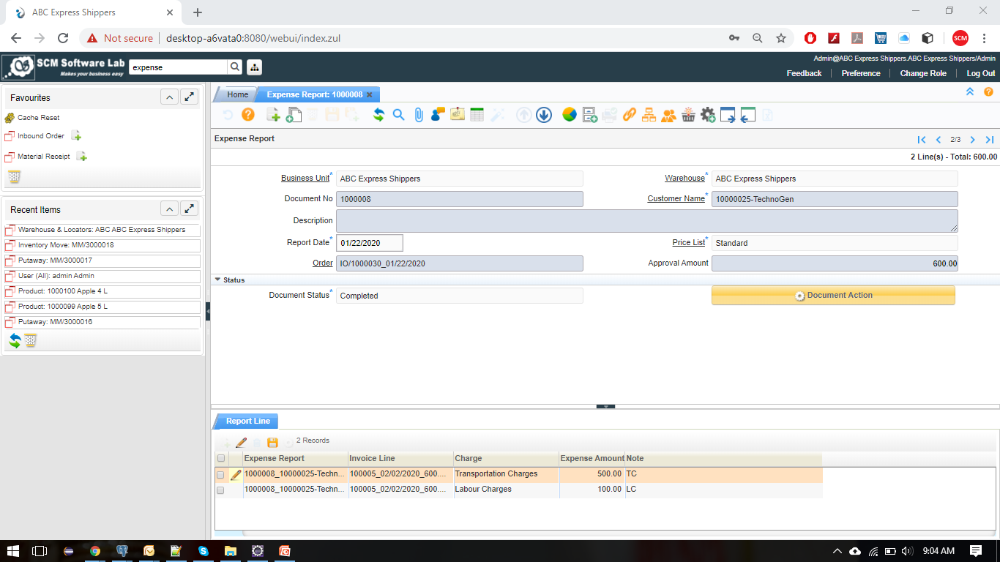 ABC Express Shippers
Not secure desktop-a6vata0:8080/webui/index.zul
SCM
SCM Software Lab
Makes your business easy
expense
Admin@ABC Express Shippers.ABC Express Shippers/Admin
Feedback Preference Change Role Log Out
Favourites
Cache Reset
Inbound Order
Material Receipt
Recent Items
Warehouse & Locators: ABC ABC Express Shippers
Inventory Move: MM/3000018
Putaway: MM/3000017
User (All): admin Admin
Product: 1000100 Apple 4 L
Product: 1000099 Apple 5 L
Putaway: MM/3000016
Home Expense Report: 1000008
Expense Report
2/3
2 Line(s) - Total: 600.00
Business Unit* ABC Express Shippers Warehouse* ABC Express Shippers
Document No 1000008 Customer Name* 10000025-TechnoGen
Description
Report Date* 01/22/2020 Price List* Standard
Order IO/1000030_01/22/2020 Approval Amount 600.00
Status
Document Status* Completed Document Action
Report Line
2 Records
Expense Report Invoice Line Charge Expense Amount Note
1000008_10000025-Techn... 100005_02/02/2020_600.... Transportation Charges 500.00 TC
1000008_10000025-Techn... 100005_02/02/2020_600.... Labour Charges 100.00 LC
9:04 AM